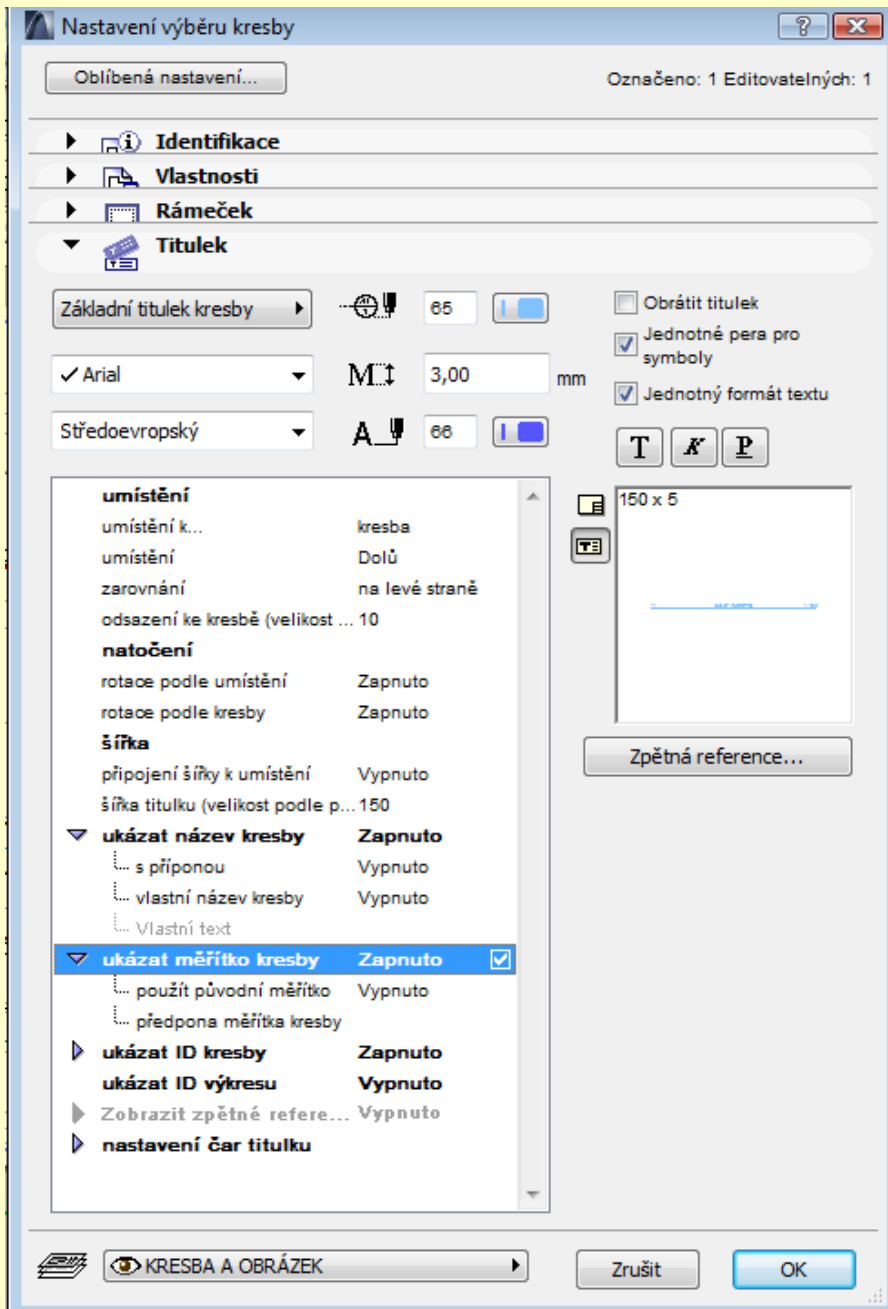 Nastavení výběru kresby
Oblíbená nastavení...
Označeno: 1 Editovatelných: 1
Identifikace
Vlastnosti
Rámeček
Titulek
Základní titulek kresby
65
Obrátit titulek
Jednotné pera pro
symboly
Arial
3,00
mm
Jednotný formát textu
Středoevropský
66
T K P
umístění
umístění k... kresba
umístění Dolů
zarovnání na levé straně
odsazení ke kresbě (velikost ... 10
natočení
rotace podle umístění Zapnuto
rotace podle kresby Zapnuto
šířka
připojení šířky k umístění Vypnuto
šířka titulku (velikost podle p... 150
ukázat název kresby Zapnuto
s příponou Vypnuto
vlastní název kresby Vypnuto
Vlastní text
ukázat měřítko kresby Zapnuto
použít původní měřítko Vypnuto
předpona měřítka kresby
ukázat ID kresby Zapnuto
ukázat ID výkresu Vypnuto
Zobrazit zpětné refere... Vypnuto
nastavení čar titulku
150 x 5
Zpětná reference...
KRESBA A OBRÁZEK
Zrušit
OK